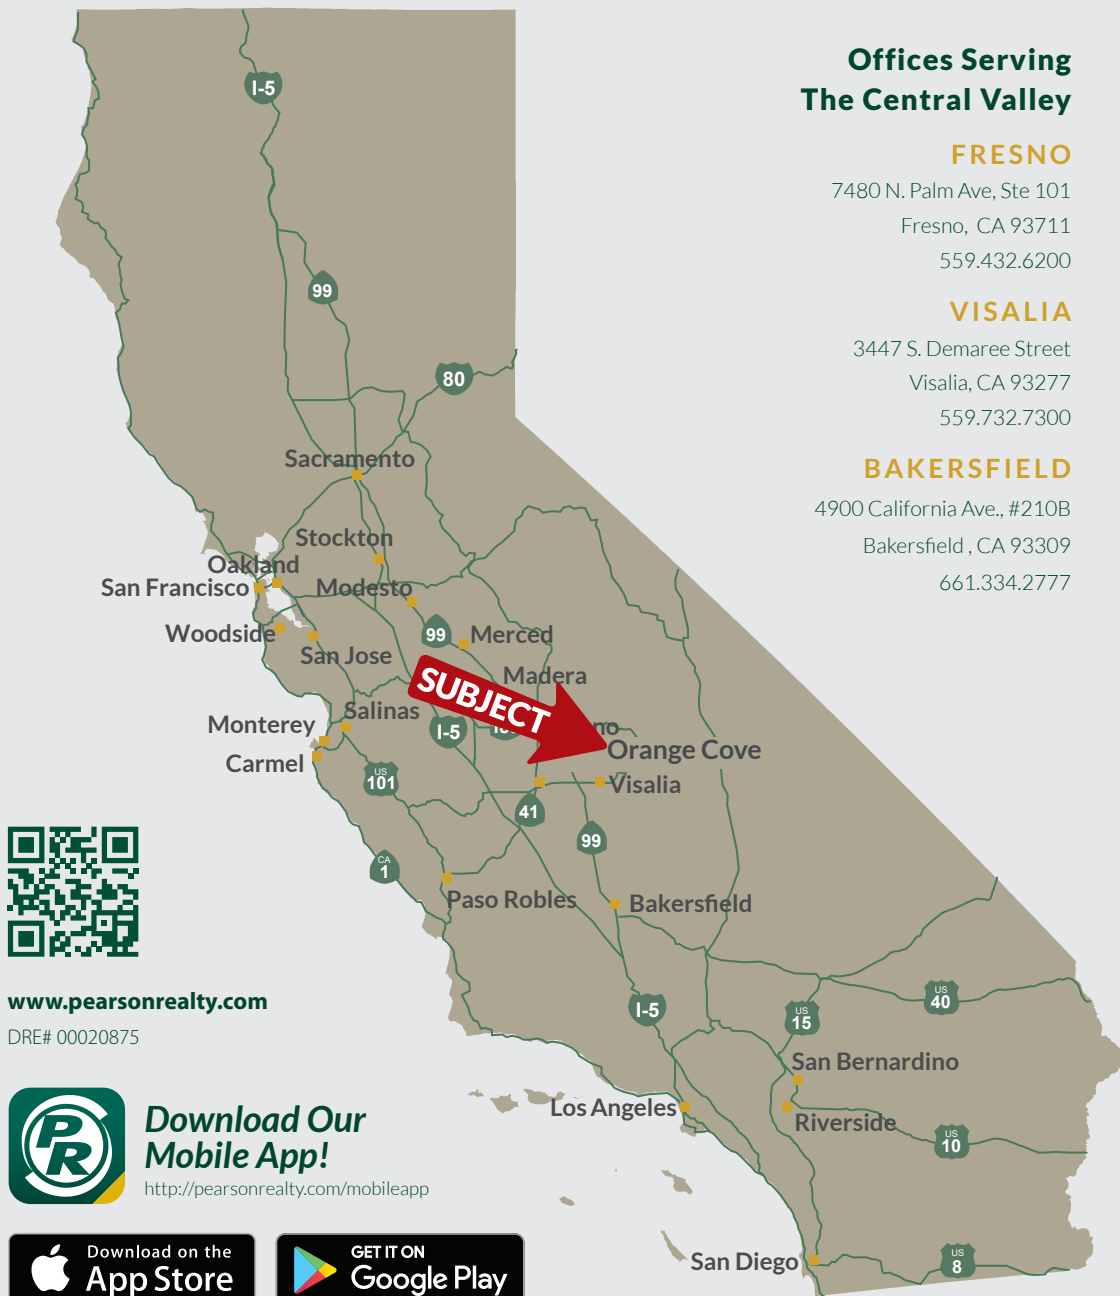 Offices Serving
The Central Valley
FRESNO
7480 N. Palm Ave, Ste 101
Fresno, CA 93711
559.432.6200
VISALIA
3447 S. Demaree Street
Visalia, CA 93277
559.732.7300
BAKERSFIELD
4900 California Ave., #210B
Bakersfield , CA 93309
661.334.2777
I-5
99
80
Sacramento
Stockton
Oakland
San Francisco
Modesto
Woodside
99
Merced
San Jose
Madera
SUBJECT
Salinas
Monterey
I-5
no
Orange Cove
Carmel
US
101
Visalia
41
99
CA
1
Paso Robles
Bakersfield
www.pearsonrealty.com
DRE# 00020875
I-5
US
15
US
40
San Bernardino
Los Angeles
Riverside
US
10
PR
Download Our
Mobile App!
http://pearsonrealty.com/mobileapp
Download on the
App Store
GET IT ON
Google Play
San Diego
US
8